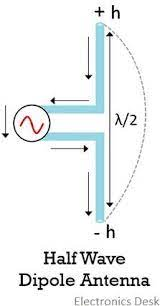 + h
λ/2
- h
Half Wave
Dipole Antenna
Electronics Desk